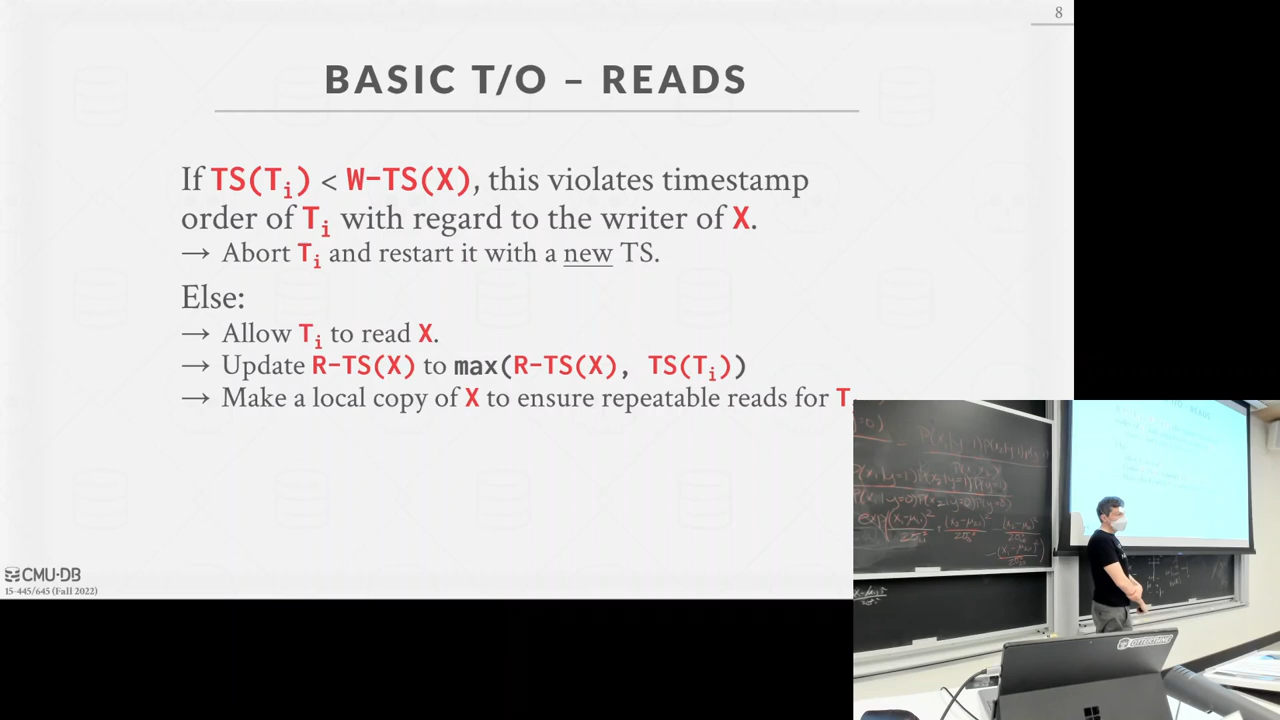 8
BASIC T/O – READS
If TS(Tᵢ) < W-TS(X), this violates timestamp
order of Tᵢ with regard to the writer of X.
→ Abort Tᵢ and restart it with a new TS.
Else:
→ Allow Tᵢ to read X.
→ Update R-TS(X) to max(R-TS(X), TS(Tᵢ))
→ Make a local copy of X to ensure repeatable reads for T
CMU·DB
15-445/645 (Fall 2022)
OTTERTUNE